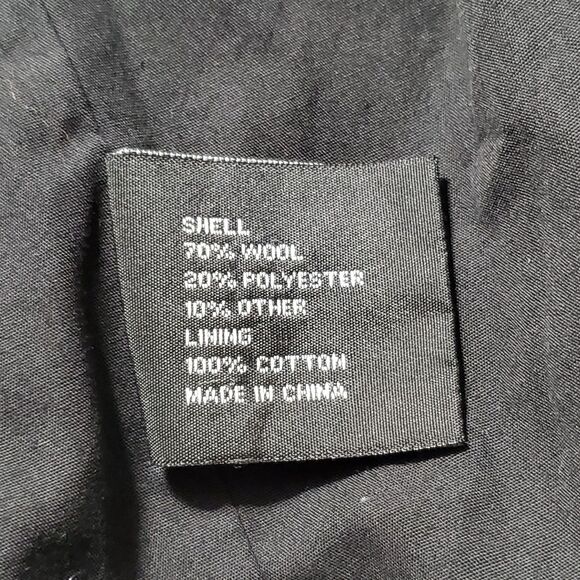 SHELL
70% WOOL
20% POLYESTER
10% OTHER
LINING
100% COTTON
MADE IN CHINA